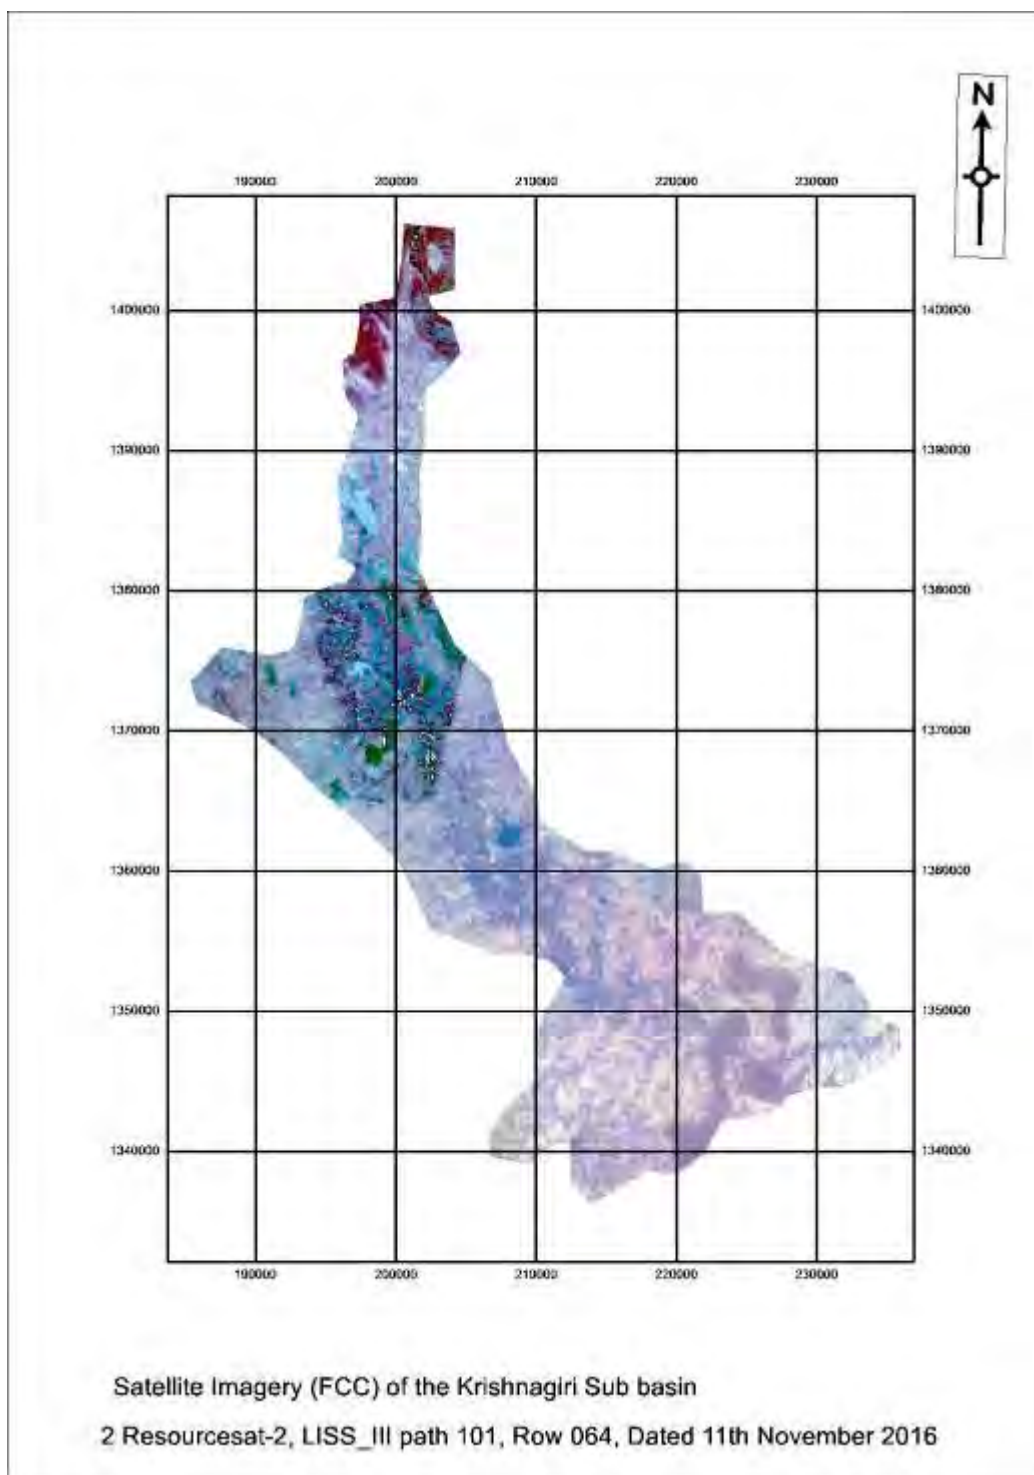 N
190000 200000 210000 220000 230000
1400000 1400000
1390000 1390000
1380000 1380000
1370000 1370000
1360000 1360000
1350000 1350000
1340000 1340000
190000 200000 210000 220000 230000
Satellite Imagery (FCC) of the Krishnagiri Sub basin
2 Resourcesat-2, LISS_III path 101, Row 064, Dated 11th November 2016